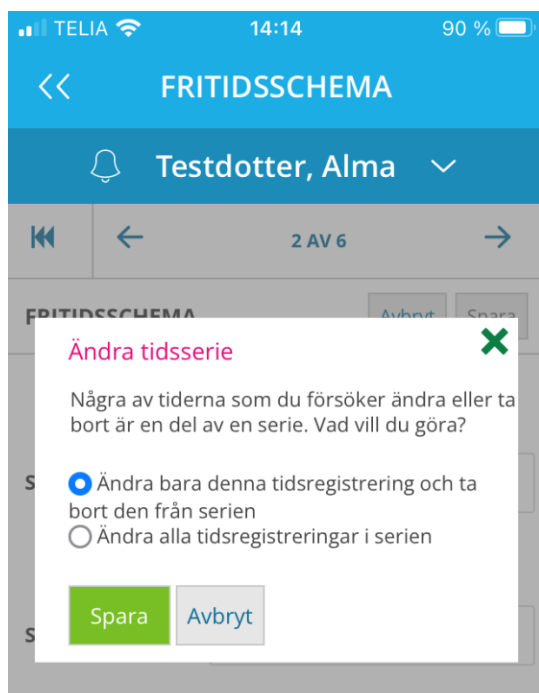 TELIA 14:14 90 %
FRITIDSSCHEMA
Testdotter, Alma
2 AV 6
FRITIDSSCHEMA Avbryt Spara
Ändra tidsserie
Några av tiderna som du försöker ändra eller ta
bort är en del av en serie. Vad vill du göra?
S
Ändra bara denna tidsregistrering och ta
bort den från serien
Ändra alla tidsregistreringar i serien
Spara Avbryt
S